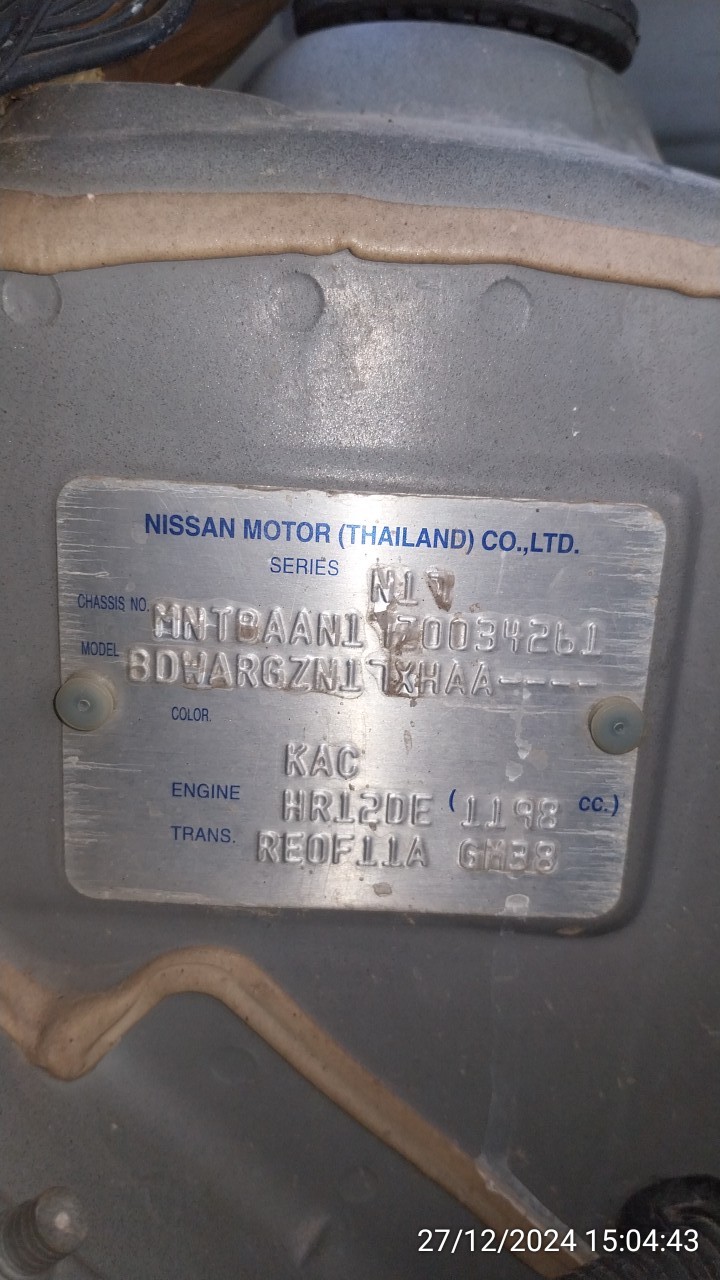 NISSAN MOTOR (THAILAND) CO.,LTD.
SERIES N17
CHASSIS NO. MNTBAAN17Z0034261
MODEL BDWARGZN17XHAA----
COLOR.
KAC
ENGINE HR12DE (1198 CC.)
TRANS. RE0F11A GH38
27/12/2024 15:04:43